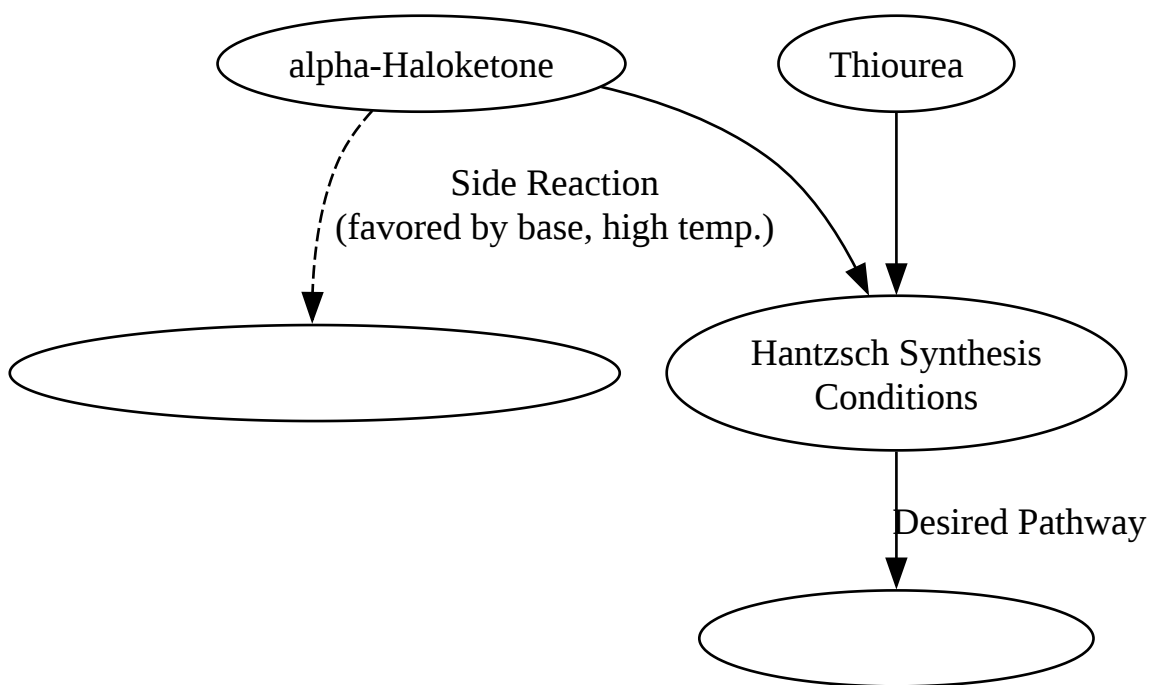 alpha-Haloketone
Thiourea
Side Reaction
(favored by base, high temp.)
Hantzsch Synthesis
Conditions
Desired Pathway